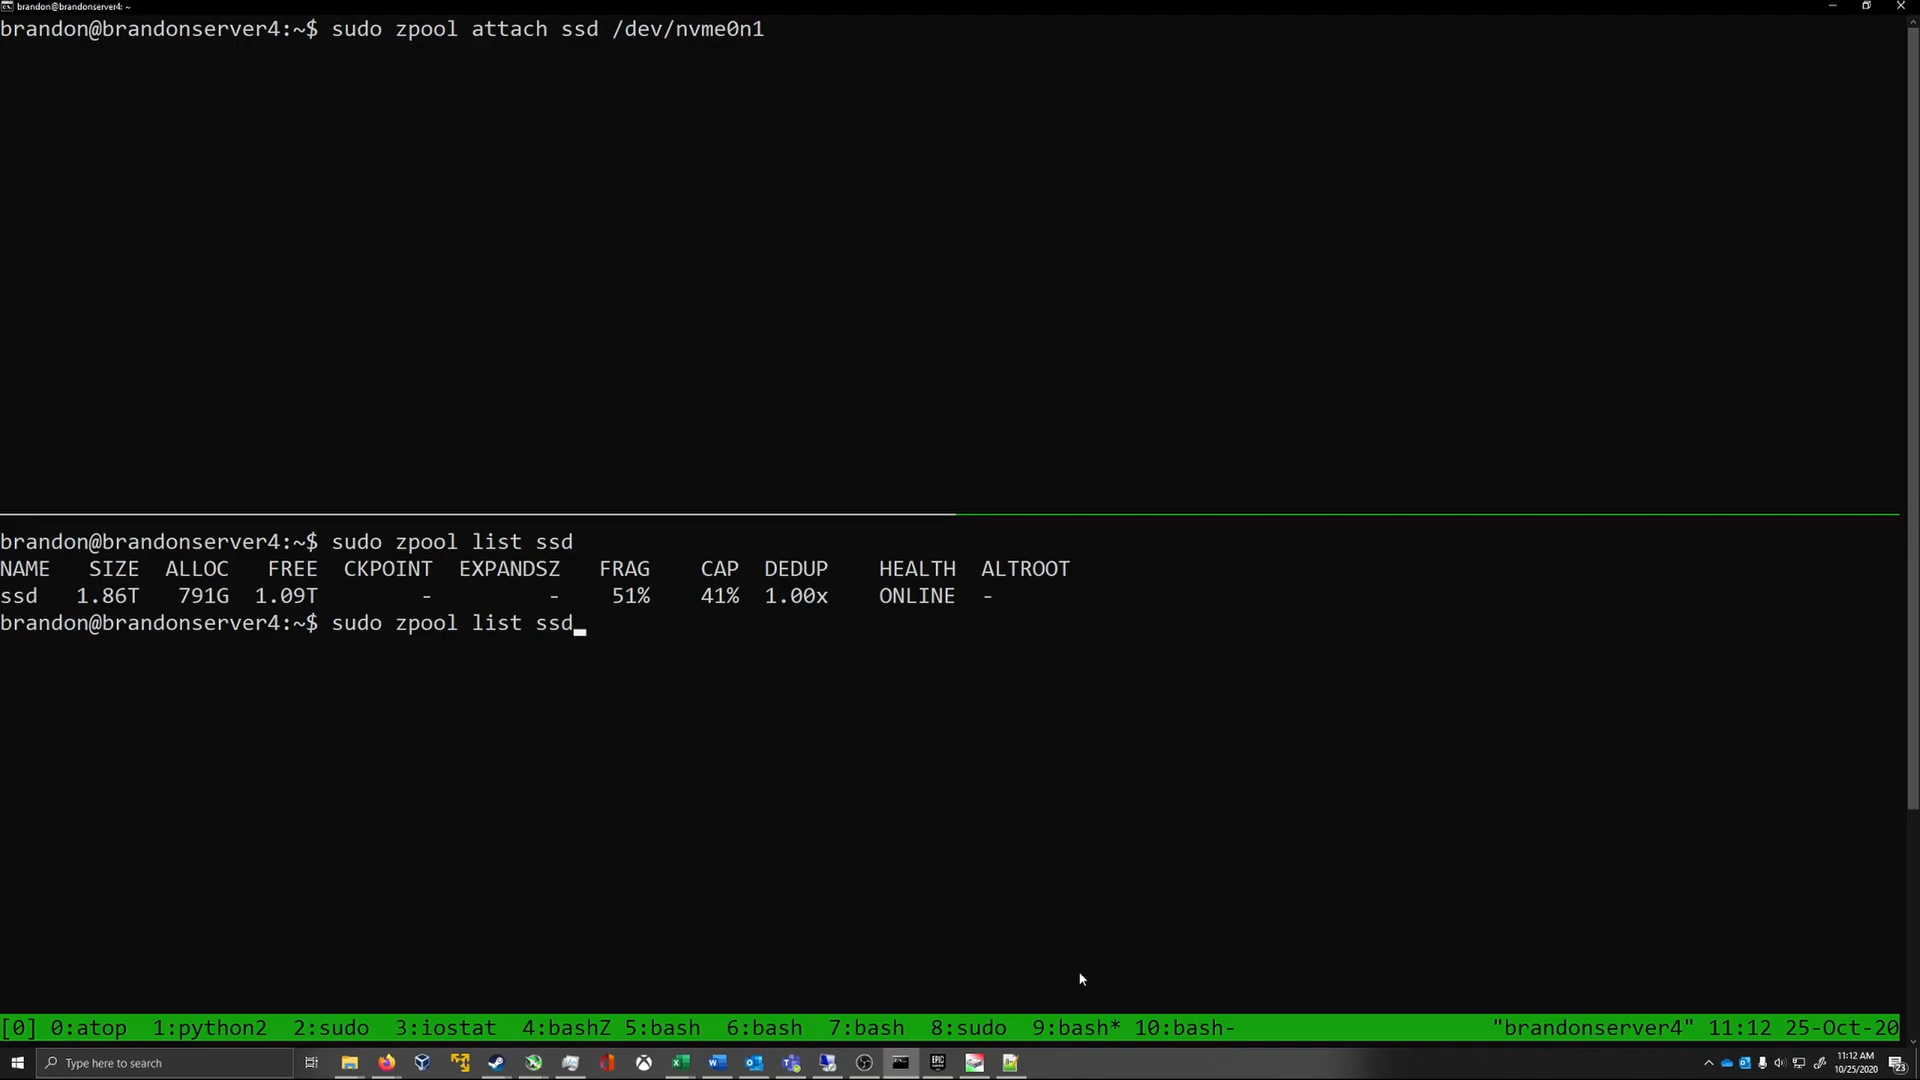 brandon@brandonserver4: ~
brandon@brandonserver4:~$ sudo zpool attach ssd /dev/nvme0n1
brandon@brandonserver4:~$ sudo zpool list ssd
NAME   SIZE  ALLOC   FREE  CKPOINT  EXPANDSZ   FRAG    CAP  DEDUP    HEALTH  ALTROOT
ssd   1.86T   791G  1.09T        -         -    51%    41%  1.00x    ONLINE  -
brandon@brandonserver4:~$ sudo zpool list ssd
[0] 0:atop  1:python2  2:sudo  3:iostat  4:bashZ 5:bash  6:bash  7:bash  8:sudo  9:bash* 10:bash-  "brandonserver4" 11:12 25-Oct-20
Type here to search
EPIC
11:12 AM
10/25/2020
23